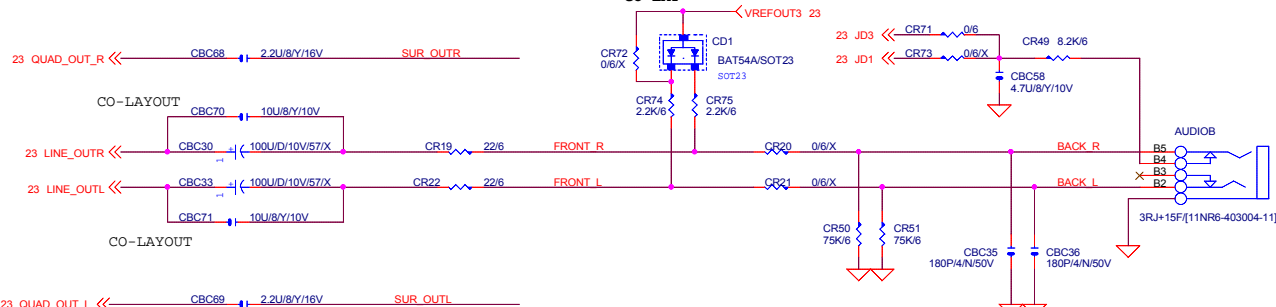 VREFOUT3 23
23 JD3
CR71
0/6
CR72
0/6/X
CD1
BAT54A/SOT23
SOT23
23 JD1
CR73
0/6/X
CR49 8.2K/6
23 QUAD_OUT_R
CBC68
2.2U/8/Y/16V
SUR_OUTR
CBC58
4.7U/8/Y/10V
CO-LAYOUT
CBC70
10U/8/Y/10V
CR74
2.2K/6
CR75
2.2K/6
AUDIOB
23 LINE_OUTR
CBC30
1
+
100U/D/10V/57/X
CR19
22/6
FRONT_R
CR20
0/6/X
BACK_R
B5
B4
B3
B2
23 LINE_OUTL
CBC33
1
+
100U/D/10V/57/X
CR22
22/6
FRONT_L
CR21
0/6/X
BACK_L
CBC71
10U/8/Y/10V
CO-LAYOUT
3RJ+15F/[11NR6-403004-11]
CR50
75K/6
CR51
75K/6
CBC35
180P/4/N/50V
CBC36
180P/4/N/50V
23 QUAD_OUT_L
CBC69
2.2U/8/Y/16V
SUR_OUTL